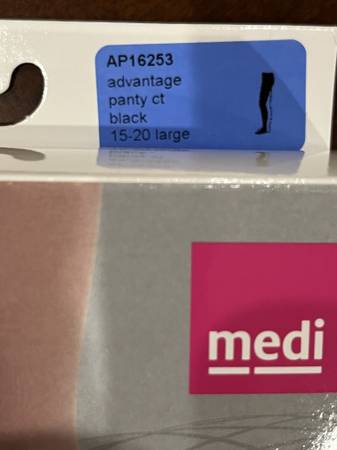 AP16253
advantage
panty ct
black
15-20 large
medi